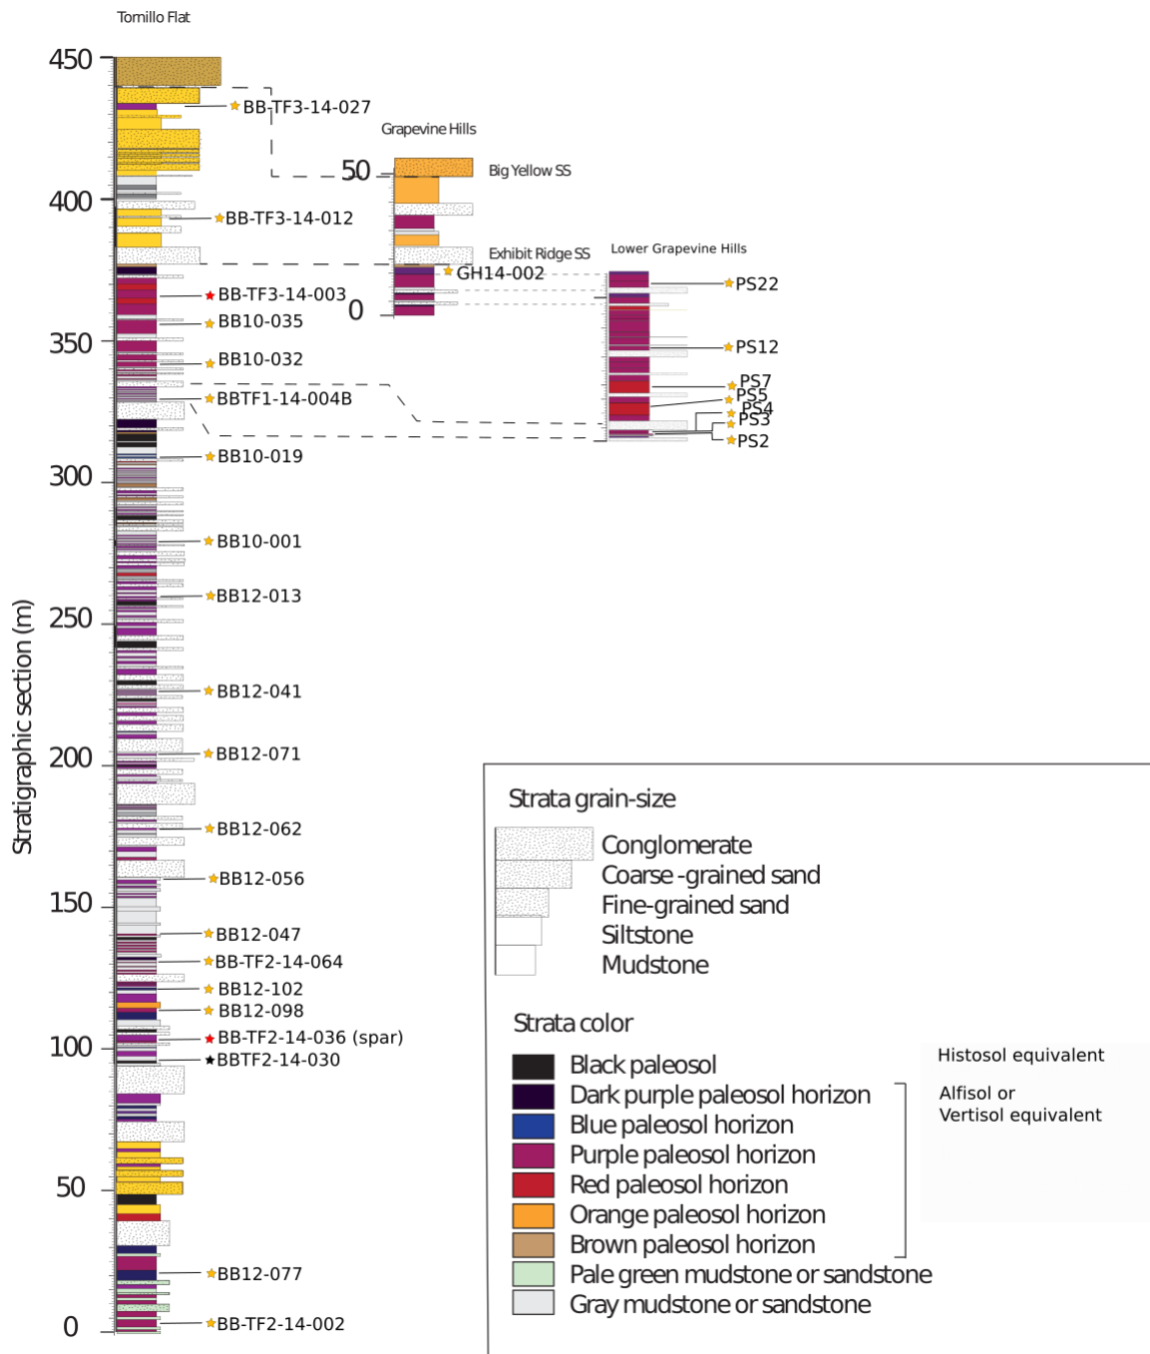 Tornillo Flat
450
BB-TF3-14-027
Grapevine Hills
50
Big Yellow SS
400
BB-TF3-14-012
Exhibit Ridge SS
Lower Grapevine Hills
GH14-002
PS22
BB-TF3-14-003
0
BB10-035
350
PS12
BB10-032
PS7
PS5
BBTF1-14-004B
PS4
PS3
PS2
BB10-019
300
BB10-001
BB12-013
250
BB12-041
BB12-071
200
Stratigraphic section (m)
BB12-062
BB12-056
150
BB12-047
BB-TF2-14-064
BB12-102
BB12-098
BB-TF2-14-036 (spar)
100
BBTF2-14-030
50
BB12-077
0
BB-TF2-14-002
Strata grain-size
Conglomerate
Coarse -grained sand
Fine-grained sand
Siltstone
Mudstone
Strata color
Black paleosol
Histosol equivalent
Dark purple paleosol horizon
Alfisol or
Vertisol equivalent
Blue paleosol horizon
Purple paleosol horizon
Red paleosol horizon
Orange paleosol horizon
Brown paleosol horizon
Pale green mudstone or sandstone
Gray mudstone or sandstone